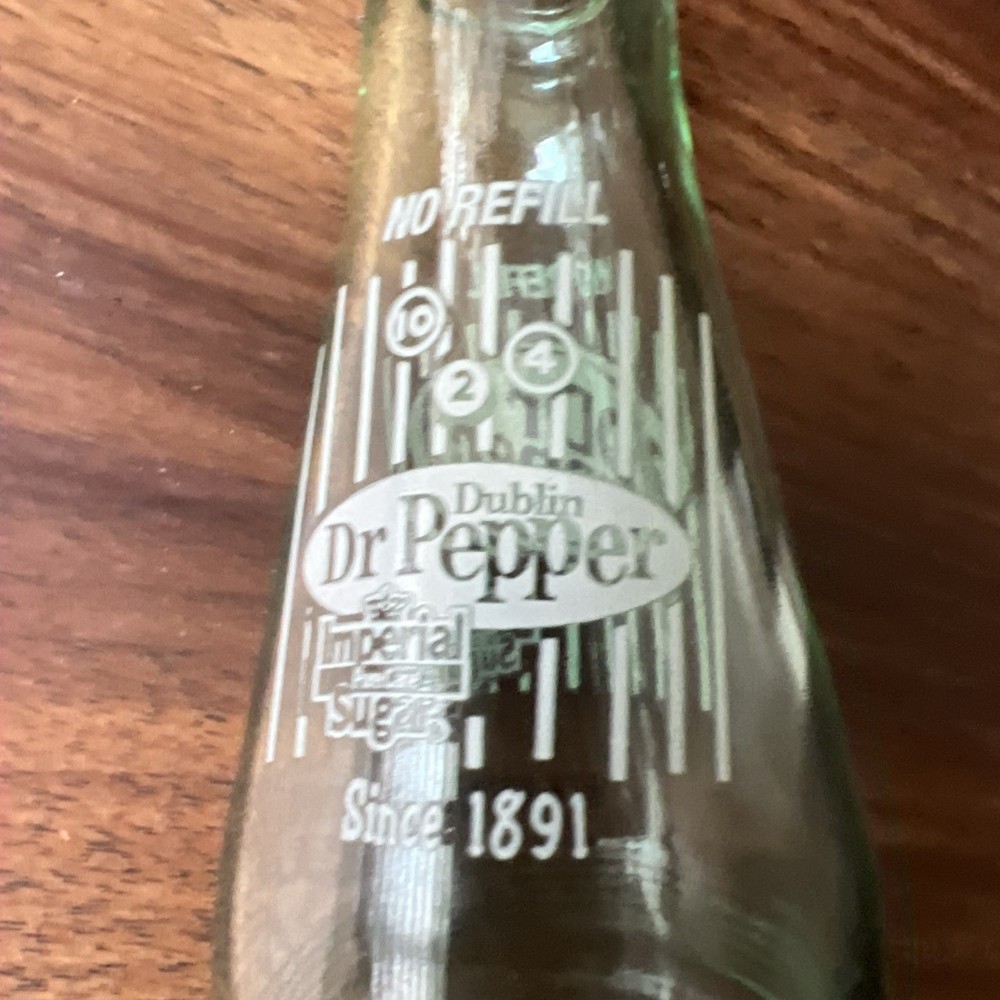 NO REFILL
10
4
2
Dublin
Dr Pepper
Imperial
Sugar
Since 1891